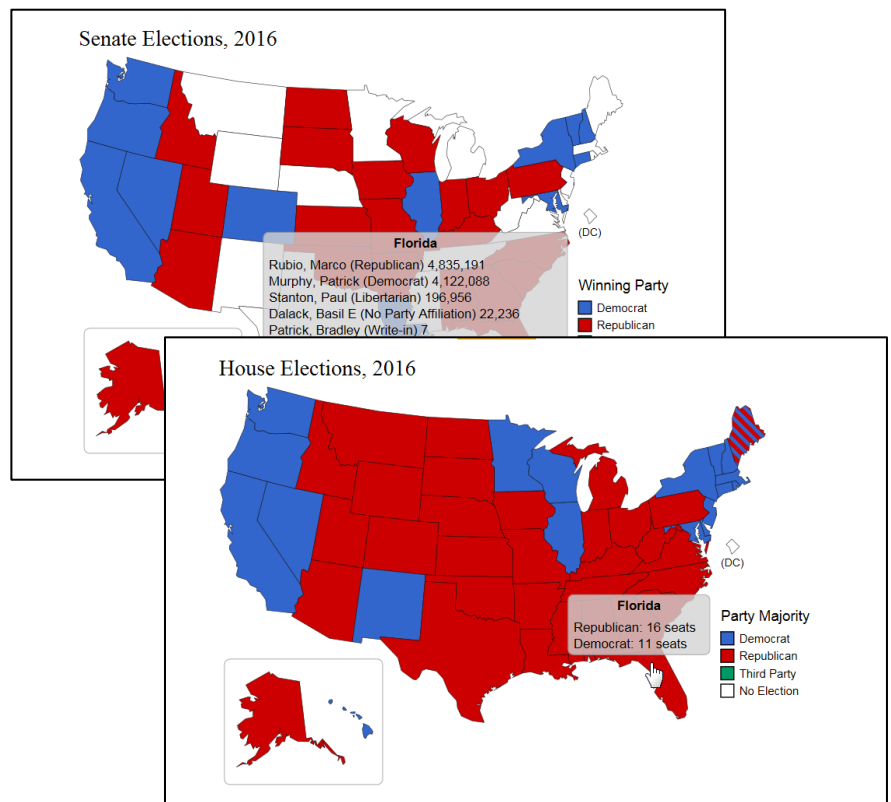 Senate Elections, 2016
(DC)
Florida
Rubio, Marco (Republican) 4,835,191
Murphy, Patrick (Democrat) 4,122,088
Stanton, Paul (Libertarian) 196,956
Dalack, Basil E (No Party Affiliation) 22,236
Patrick, Bradley (Write-in) 7
Winning Party
Democrat
Republican
House Elections, 2016
(DC)
Florida
Republican: 16 seats
Democrat: 11 seats
Party Majority
Democrat
Republican
Third Party
No Election